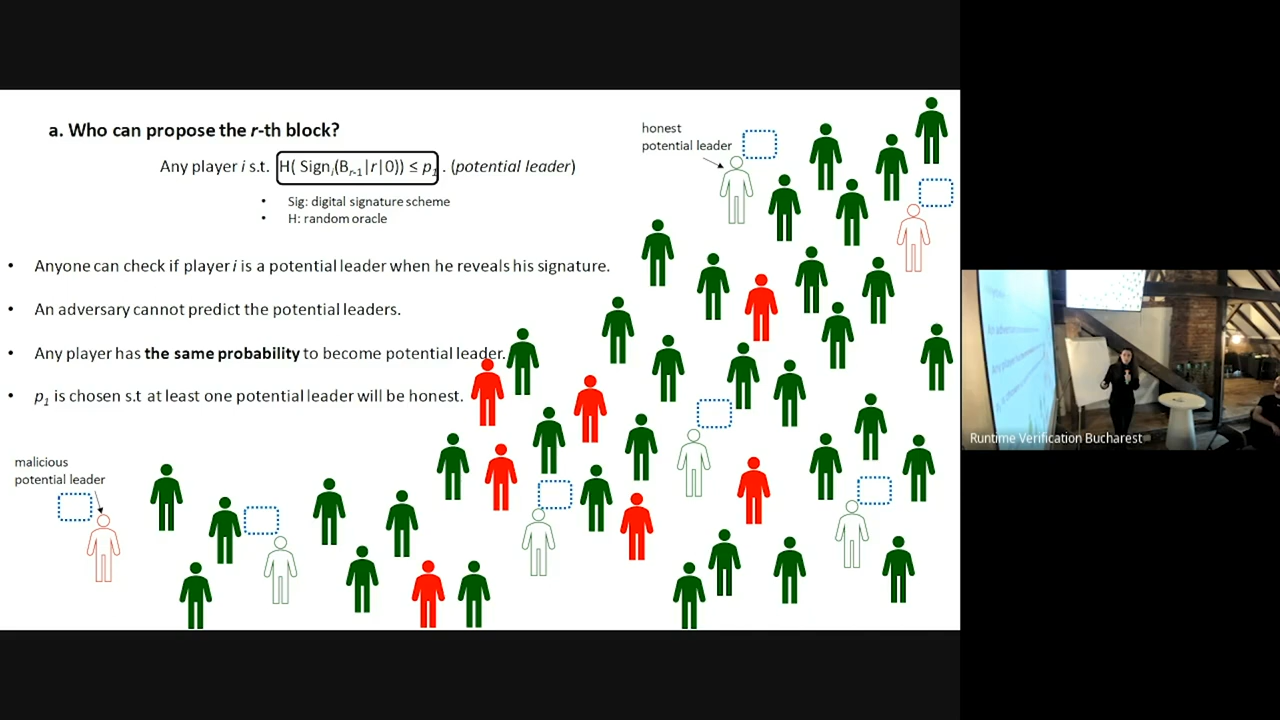 a. Who can propose the r-th block?
Any player i s.t. H( Signᵢ(Bᵣ₋₁|r|0)) ≤ p₁ . (potential leader)
• Sig: digital signature scheme
• H: random oracle
• Anyone can check if player i is a potential leader when he reveals his signature.
• An adversary cannot predict the potential leaders.
• Any player has the same probability to become potential leader.
• p₁ is chosen s.t at least one potential leader will be honest.
honest
potential leader
malicious
potential leader
Runtime Verification Bucharest